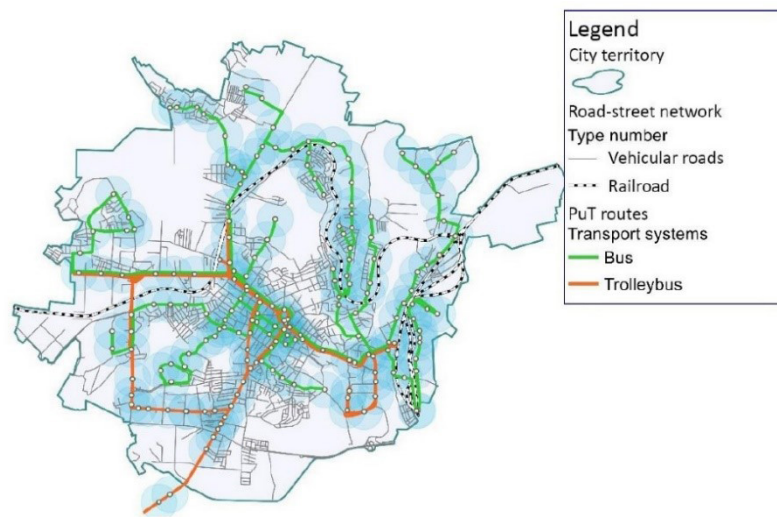 Legend
City territory
Road-street network
Type number
Vehicular roads
Railroad
PuT routes
Transport systems
Bus
Trolleybus